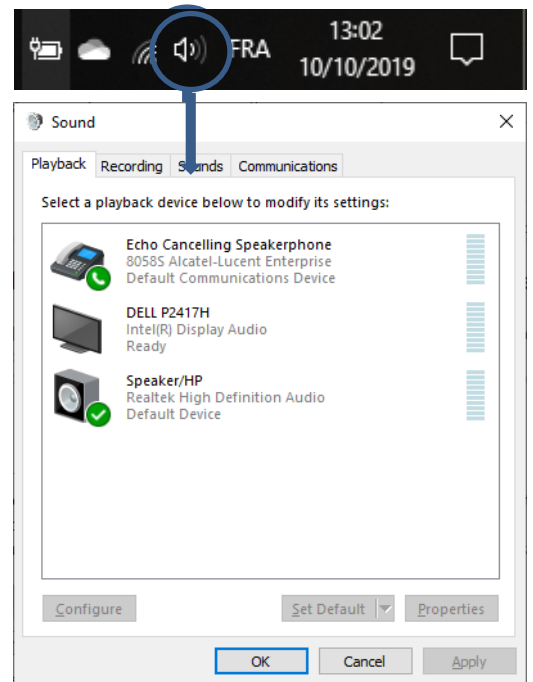 FRA
13:02
10/10/2019
Sound
Playback Recording Sounds Communications
Select a playback device below to modify its settings:
Echo Cancelling Speakerphone
8058S Alcatel-Lucent Enterprise
Default Communications Device
DELL P2417H
Intel(R) Display Audio
Ready
Speaker/HP
Realtek High Definition Audio
Default Device
Configure Set Default Properties
OK Cancel Apply